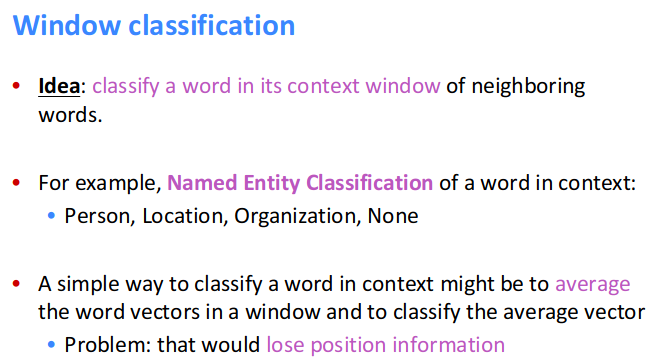 Window classification
• Idea: classify a word in its context window of neighboring
words.
• For example, Named Entity Classification of a word in context:
• Person, Location, Organization, None
• A simple way to classify a word in context might be to average
the word vectors in a window and to classify the average vector
• Problem: that would lose position information